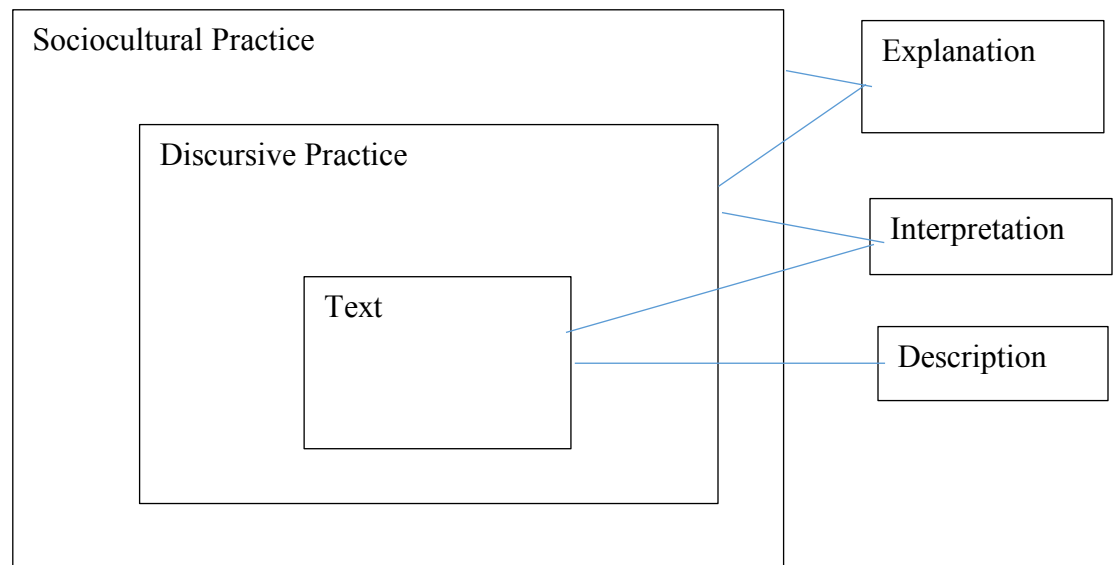 Sociocultural Practice
Explanation
Discursive Practice
Interpretation
Text
Description